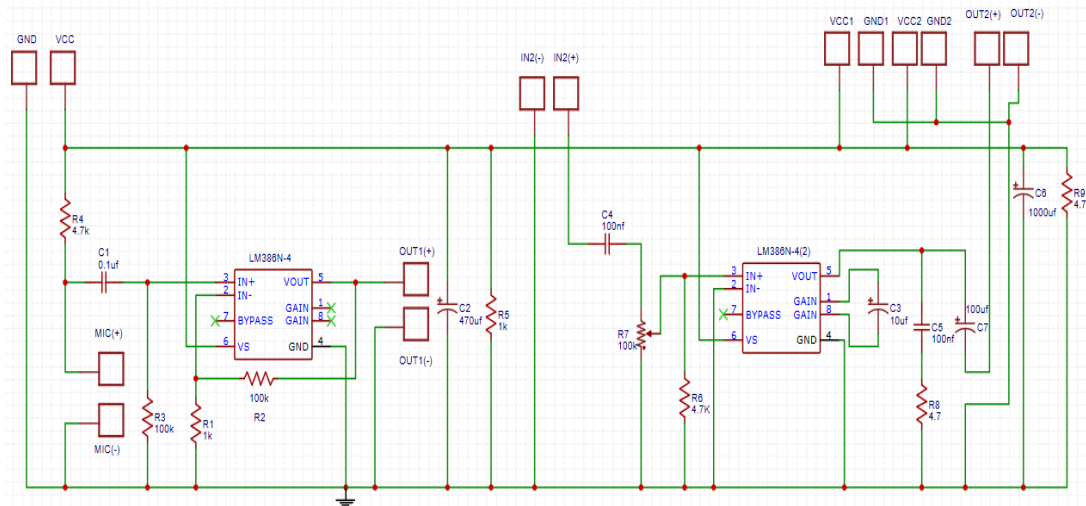 GND
VCC
IN2(-)
IN2(+)
VCC1
GND1
VCC2
GND2
OUT2(+)
OUT2(-)
R4
4.7k
C1
0.1uf
LM386N-4
3 IN+
2 IN-
7 BYPASS
6 VS
VOUT 5
GAIN 1
GAIN 8
GND 4
OUT1(+)
OUT1(-)
MIC(+)
MIC(-)
R3
100k
R1
1k
100k
R2
C2
470uf
R5
1k
C4
100nf
R7
100k
R6
4.7K
LM386N-4(2)
3 IN+
2 IN-
7 BYPASS
6 VS
VOUT 5
GAIN 1
GAIN 8
GND 4
C3
10uf
C5
100nf
R8
4.7
100uf
C7
C6
1000uf
R9
4.7